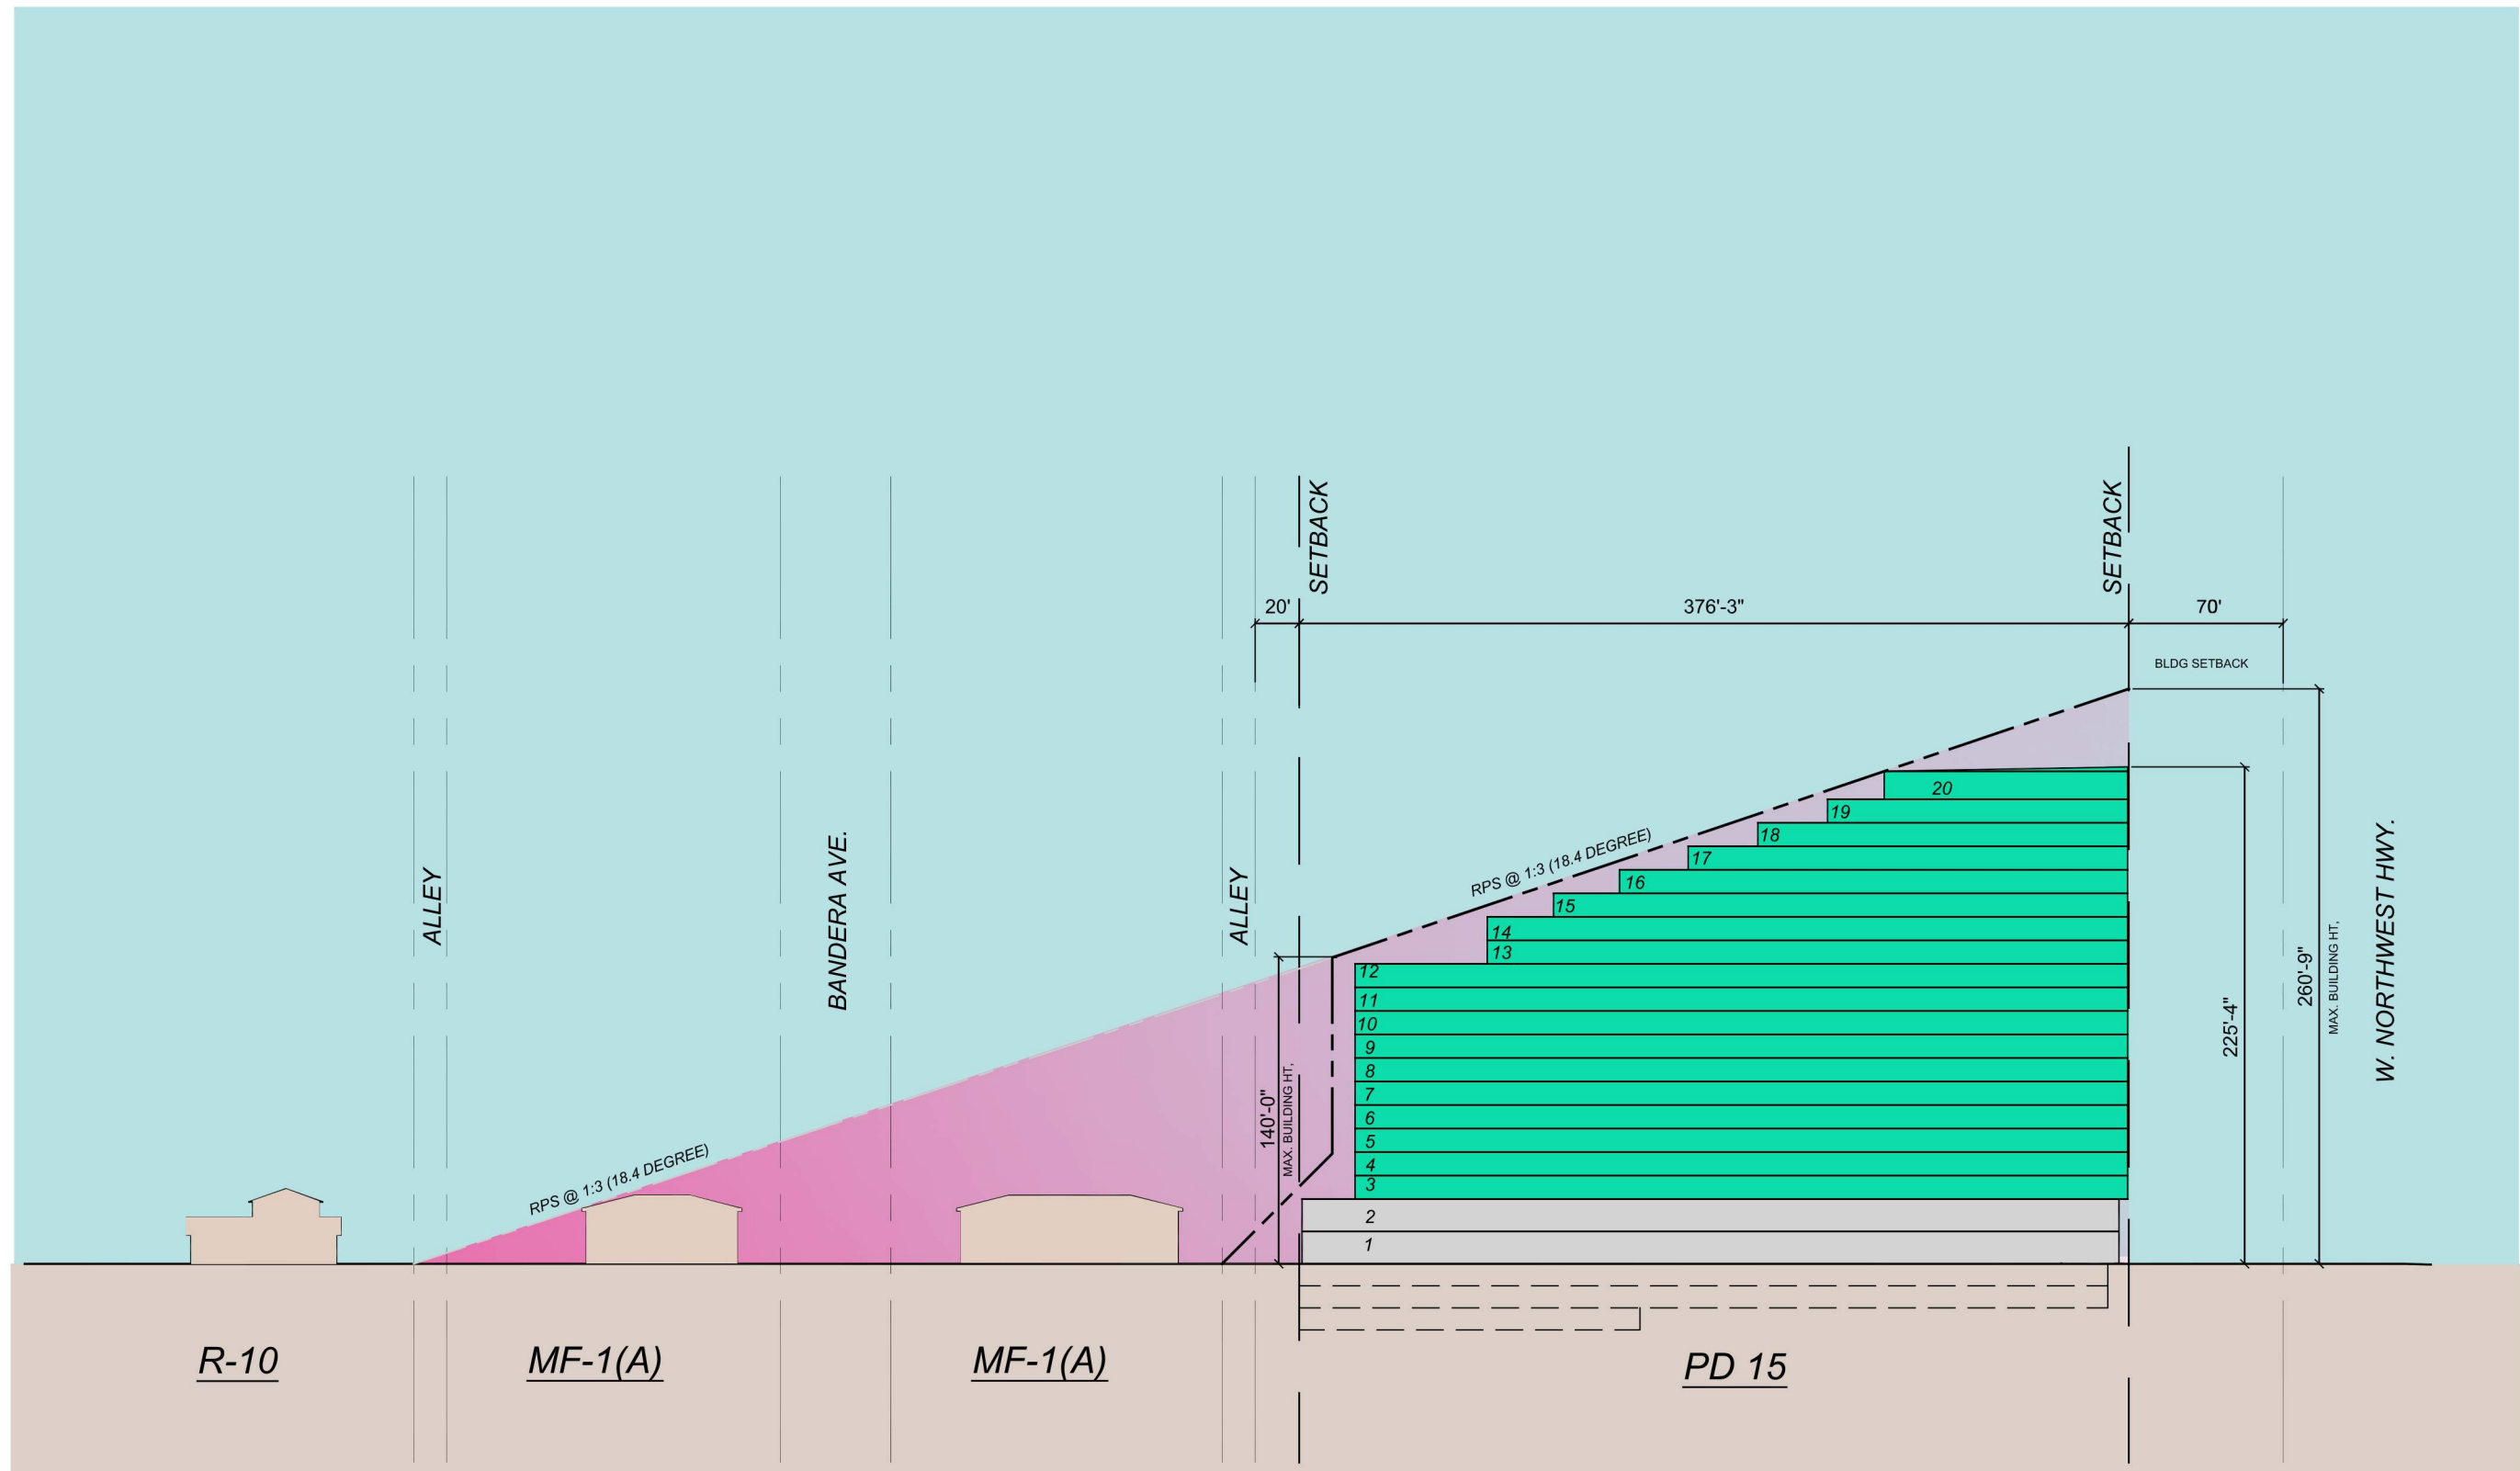 SETBACK
SETBACK
20'
376'-3"
70'
BLDG SETBACK
20
19
18
17
16
15
14
13
12
11
10
9
8
7
6
5
4
3
2
1
RPS @ 1:3 (18.4 DEGREE)
RPS @ 1:3 (18.4 DEGREE)
ALLEY
BANDERA AVE.
ALLEY
140'-0"
MAX. BUILDING HT,
225'-4"
260'-9"
MAX. BUILDING HT,
W. NORTHWEST HWY.
R-10
MF-1(A)
MF-1(A)
PD 15